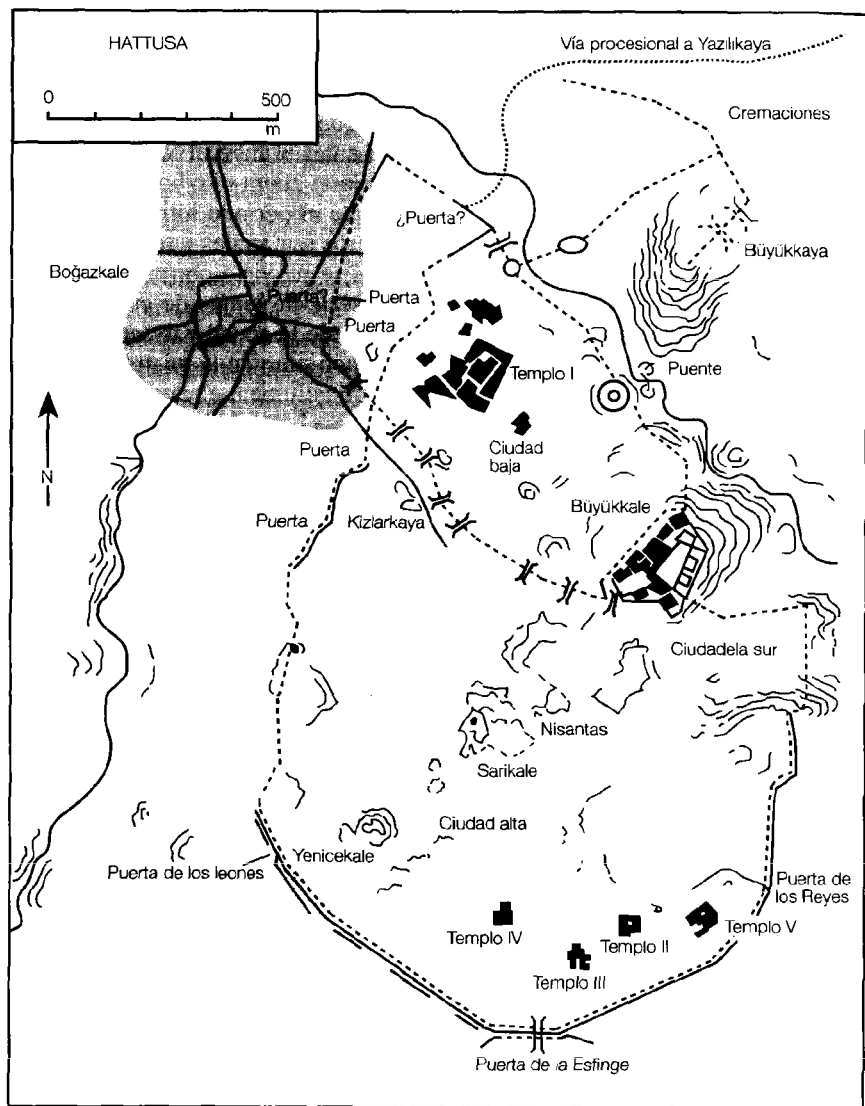 HATTUSA
0
500
m
Vía procesional a Yazılıkaya
Cremaciones
¿Puerta?
Büyükkaya
Boğazkale
¿Puerta?
Puerta
Puerta
Puente
Templo I
Ciudad
baja
Puerta
N
Puerta
Kizlarkaya
Büyükkale
Ciudadela sur
Nisantas
Sarikale
Ciudad alta
Yenicekale
Puerta de los leones
Puerta de
los Reyes
Templo IV
Templo II
Templo V
Templo III
Puerta de la Esfinge